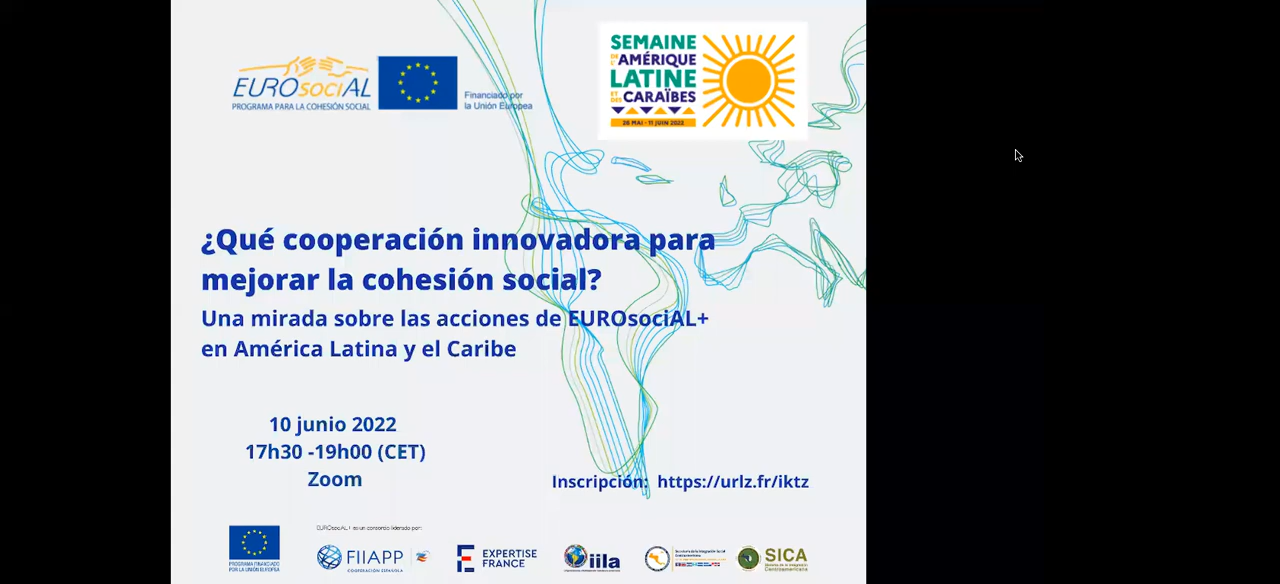 EUROsociAL
PROGRAMA PARA LA COHESIÓN SOCIAL
Financiado por
la Unión Europea
SEMAINE
DE L'AMÉRIQUE
LATINE
ET DES CARAÏBES
26 MAI - 11 JUIN 2022
¿Qué cooperación innovadora para
mejorar la cohesión social?
Una mirada sobre las acciones de EUROsociAL+
en América Latina y el Caribe
10 junio 2022
17h30 -19h00 (CET)
Zoom
Inscripción: https://urlz.fr/iktz
PROGRAMA FINANCIADO
POR LA UNIÓN EUROPEA
EUROsociAL+ es un consorcio liderado por:
FIIAPP
COOPERACIÓN ESPAÑOLA
EXPERTISE
FRANCE
iila
SICA